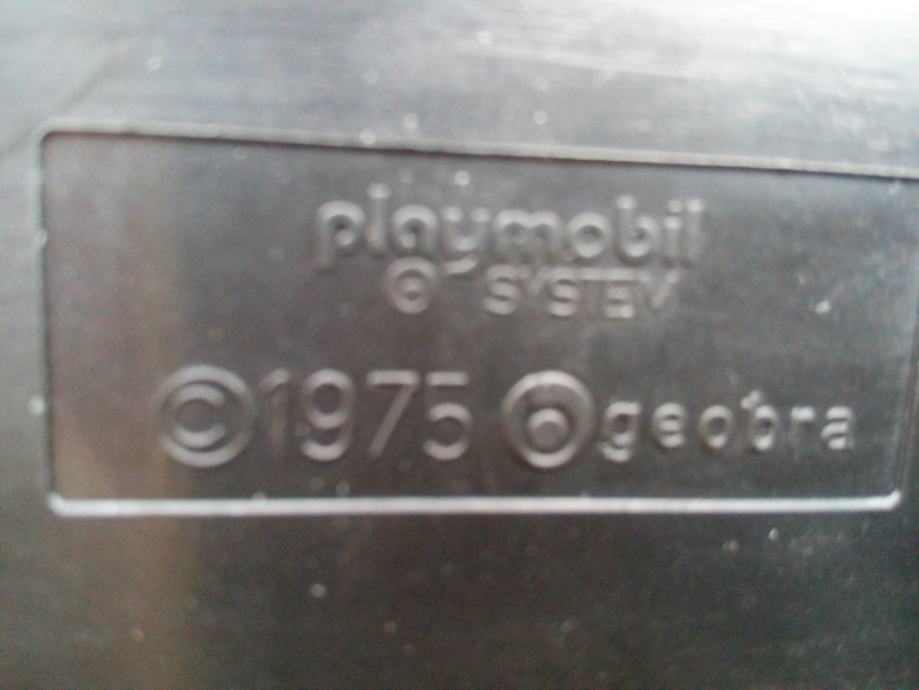 playmobil
® SYSTEM
© 1975 geobra